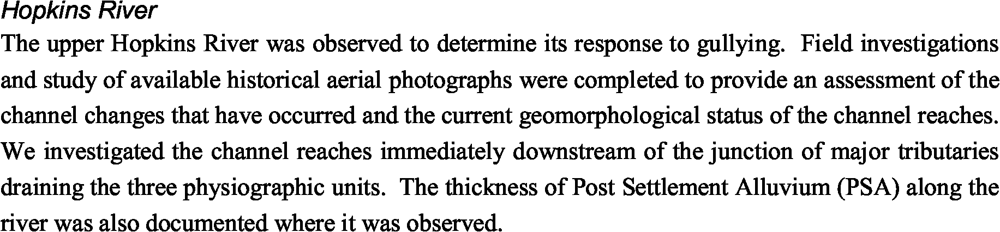 Hopkins River
The upper Hopkins River was observed to determine its response to gullying.  Field investigations
and study of available historical aerial photographs were completed to provide an assessment of the
channel changes that have occurred and the current geomorphological status of the channel reaches.
We investigated the channel reaches immediately downstream of the junction of major tributaries
draining the three physiographic units.  The thickness of Post Settlement Alluvium (PSA) along the
river was also documented where it was observed.